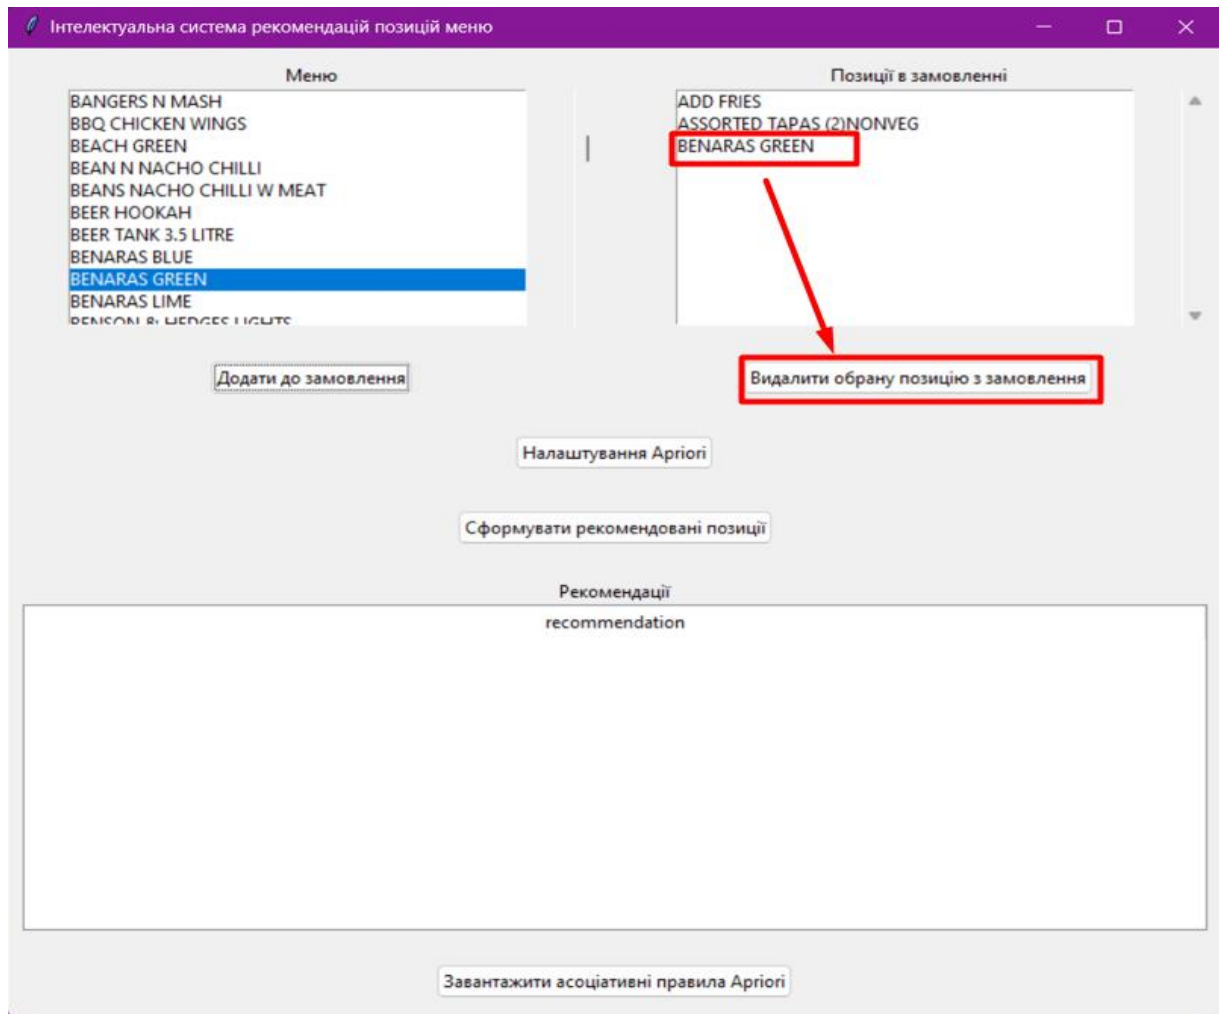 Інтелектуальна система рекомендацій позицій меню
Меню
BANGERS N MASH
BBQ CHICKEN WINGS
BEACH GREEN
BEAN N NACHO CHILLI
BEANS NACHO CHILLI W MEAT
BEER HOOKAH
BEER TANK 3.5 LITRE
BENARAS BLUE
BENARAS GREEN
BENARAS LIME
BENSON & HEDGES LIGHTS
Позиції в замовленні
ADD FRIES
ASSORTED TAPAS (2)NONVEG
BENARAS GREEN
Додати до замовлення
Видалити обрану позицію з замовлення
Налаштування Apriori
Сформувати рекомендовані позиції
Рекомендації
recommendation
Завантажити асоціативні правила Apriori